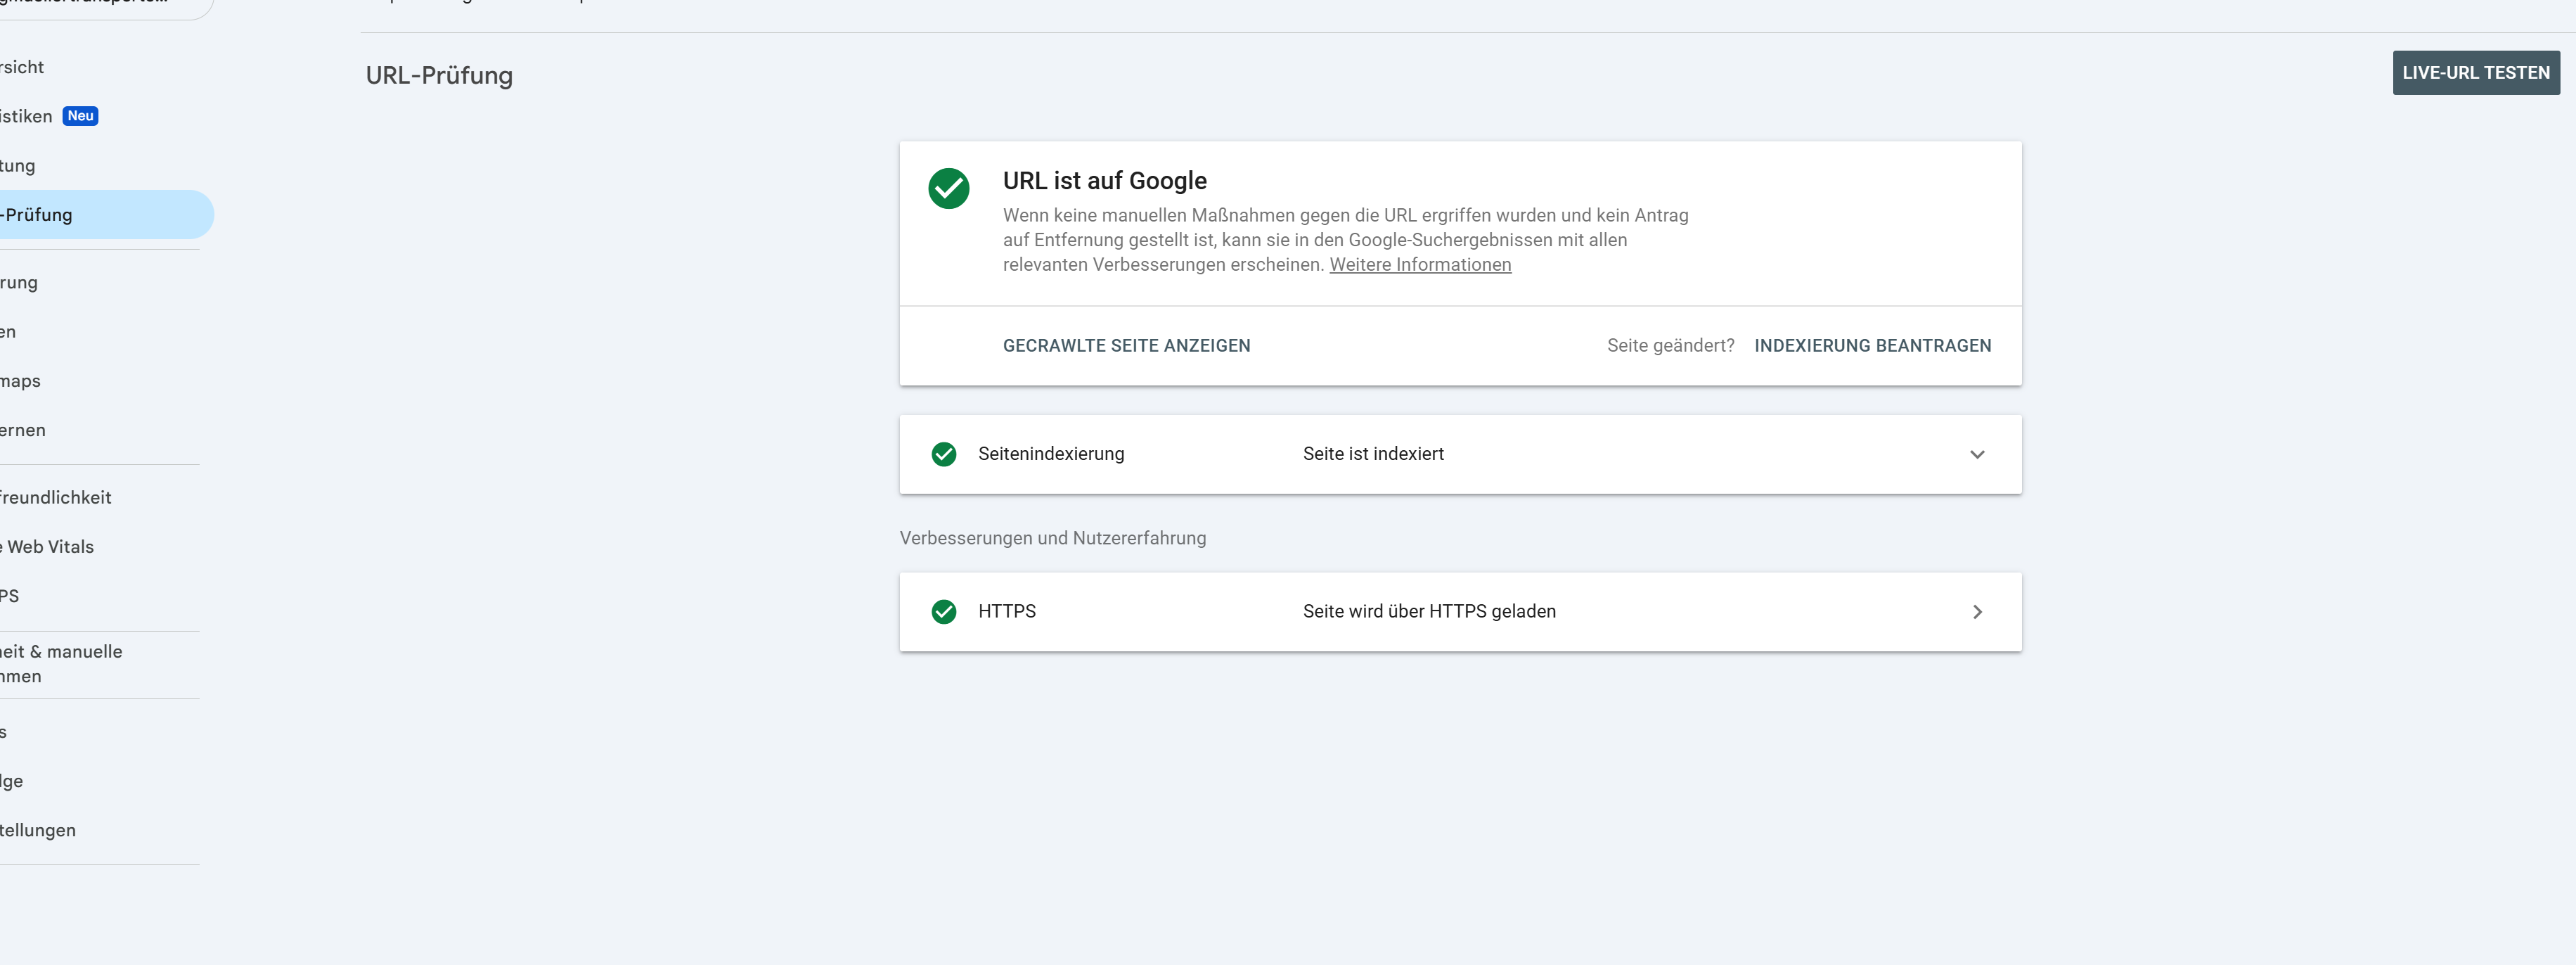 rsicht
istiken Neu
tung
-Prüfung
rung
en
maps
ernen
freundlichkeit
e Web Vitals
PS
heit & manuelle
hmen
s
lge
tellungen
URL-Prüfung
LIVE-URL TESTEN
URL ist auf Google
Wenn keine manuellen Maßnahmen gegen die URL ergriffen wurden und kein Antrag
auf Entfernung gestellt ist, kann sie in den Google-Suchergebnissen mit allen
relevanten Verbesserungen erscheinen. Weitere Informationen
GECRAWLTE SEITE ANZEIGEN
Seite geändert? INDEXIERUNG BEANTRAGEN
Seitenindexierung Seite ist indexiert
Verbesserungen und Nutzererfahrung
HTTPS Seite wird über HTTPS geladen